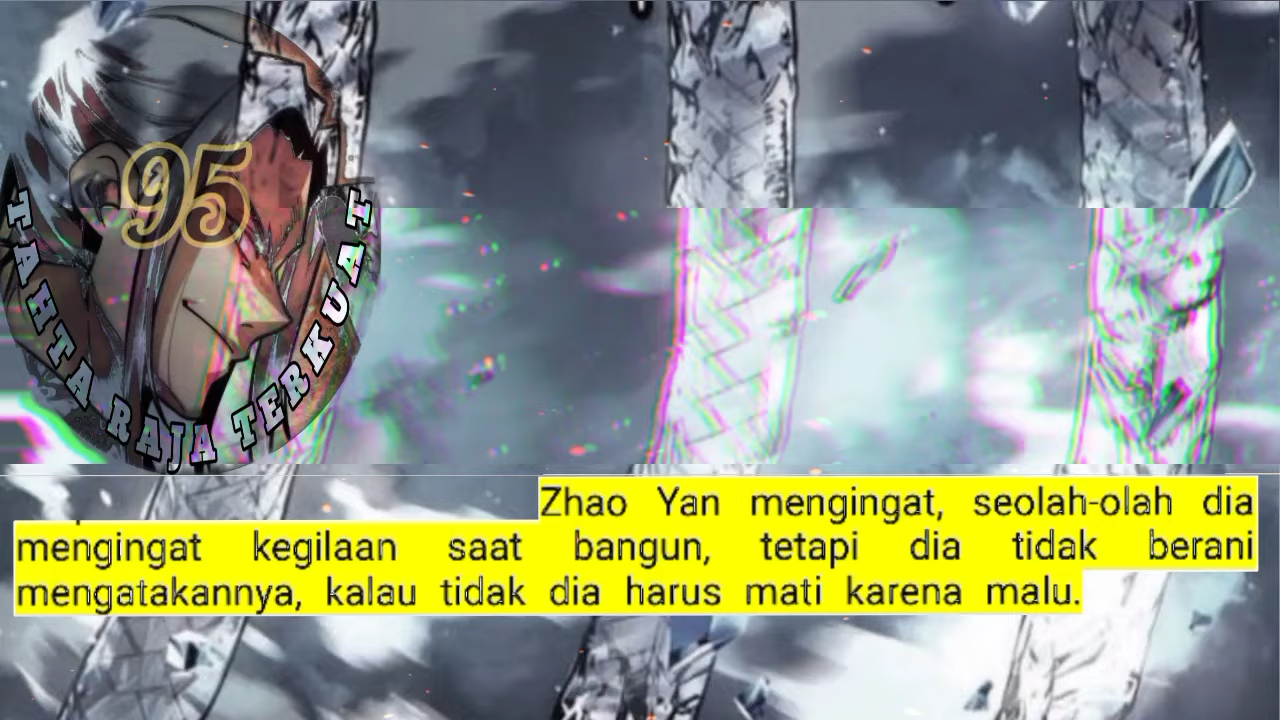 95
TAHTA RAJA TERKUAT
Zhao Yan mengingat, seolah-olah dia
mengingat kegilaan saat bangun, tetapi dia tidak berani
mengatakannya, kalau tidak dia harus mati karena malu.